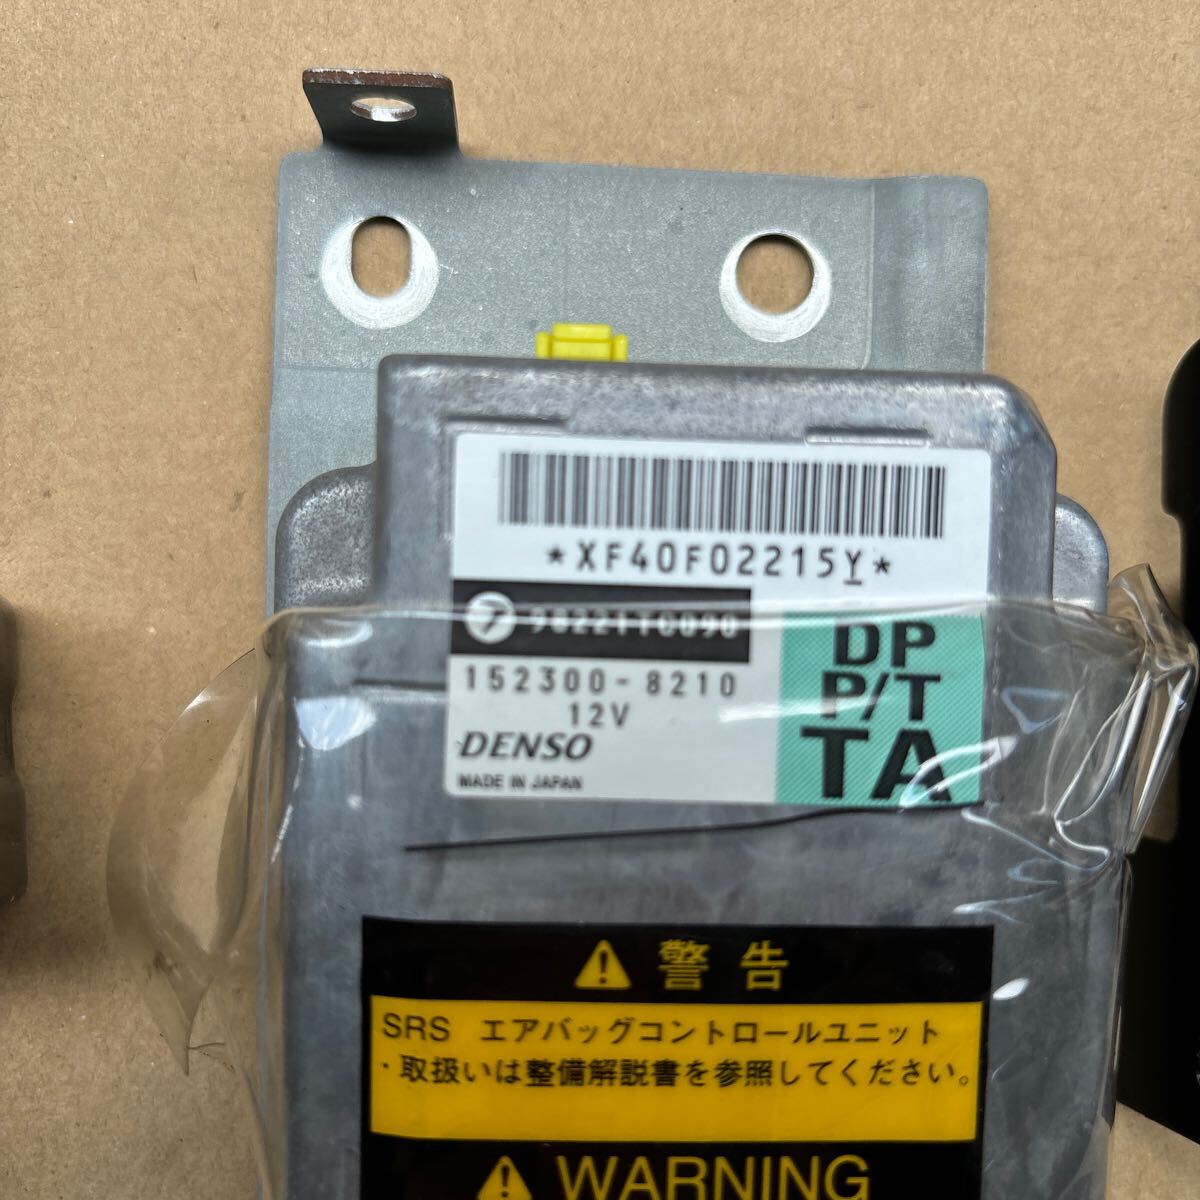 *XF40F02215Y*
98221TC090
152300-8210
12V
DENSO
MADE IN JAPAN
DP
P/T
TA
警告
SRS エアバッグコントロールユニット
・取扱いは整備解説書を参照してください。
WARNING